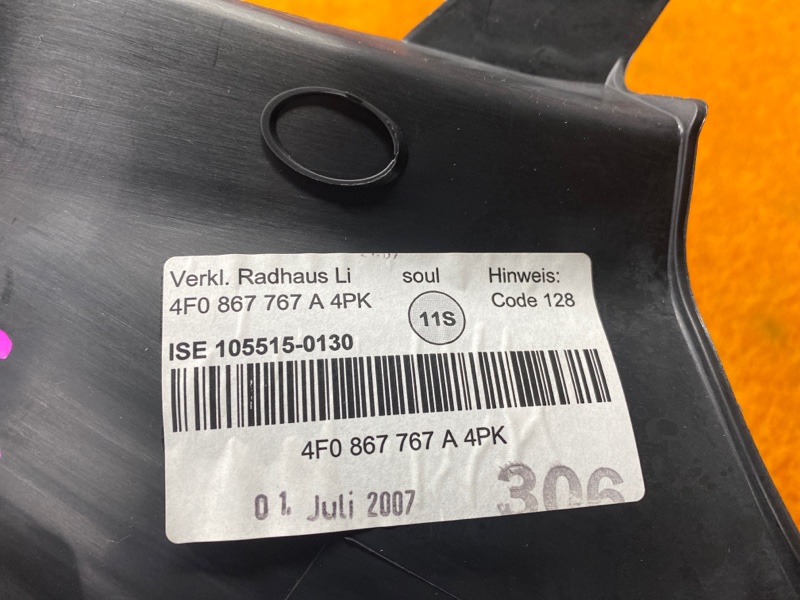 Verkl. Radhaus Li soul Hinweis:
4F0 867 767 A 4PK 11S Code 128
ISE 105515-0130
4F0 867 767 A 4PK
01. Juli 2007 306